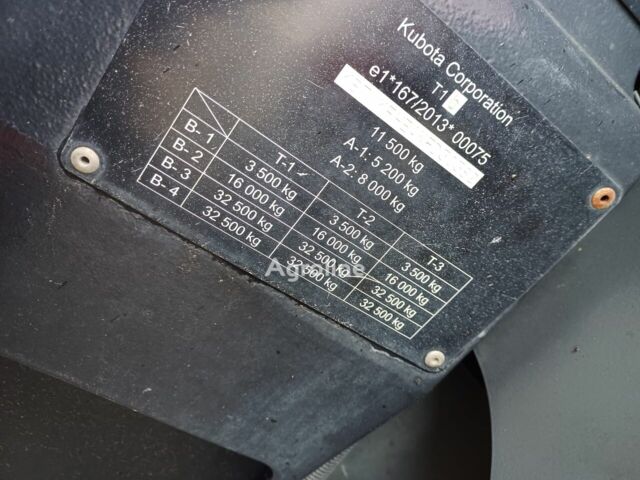 Kubota Corporation
T1
e1*167/2013* 00075
11 500 kg
A-1: 5 200 kg
A-2: 8 000 kg
T-1 T-2 T-3
B- 1 3 500 kg 3 500 kg 3 500 kg
B- 2 16 000 kg 16 000 kg 16 000 kg
B- 3 32 500 kg 32 500 kg 32 500 kg
B- 4 32 500 kg 32 500 kg 32 500 kg
Agroline